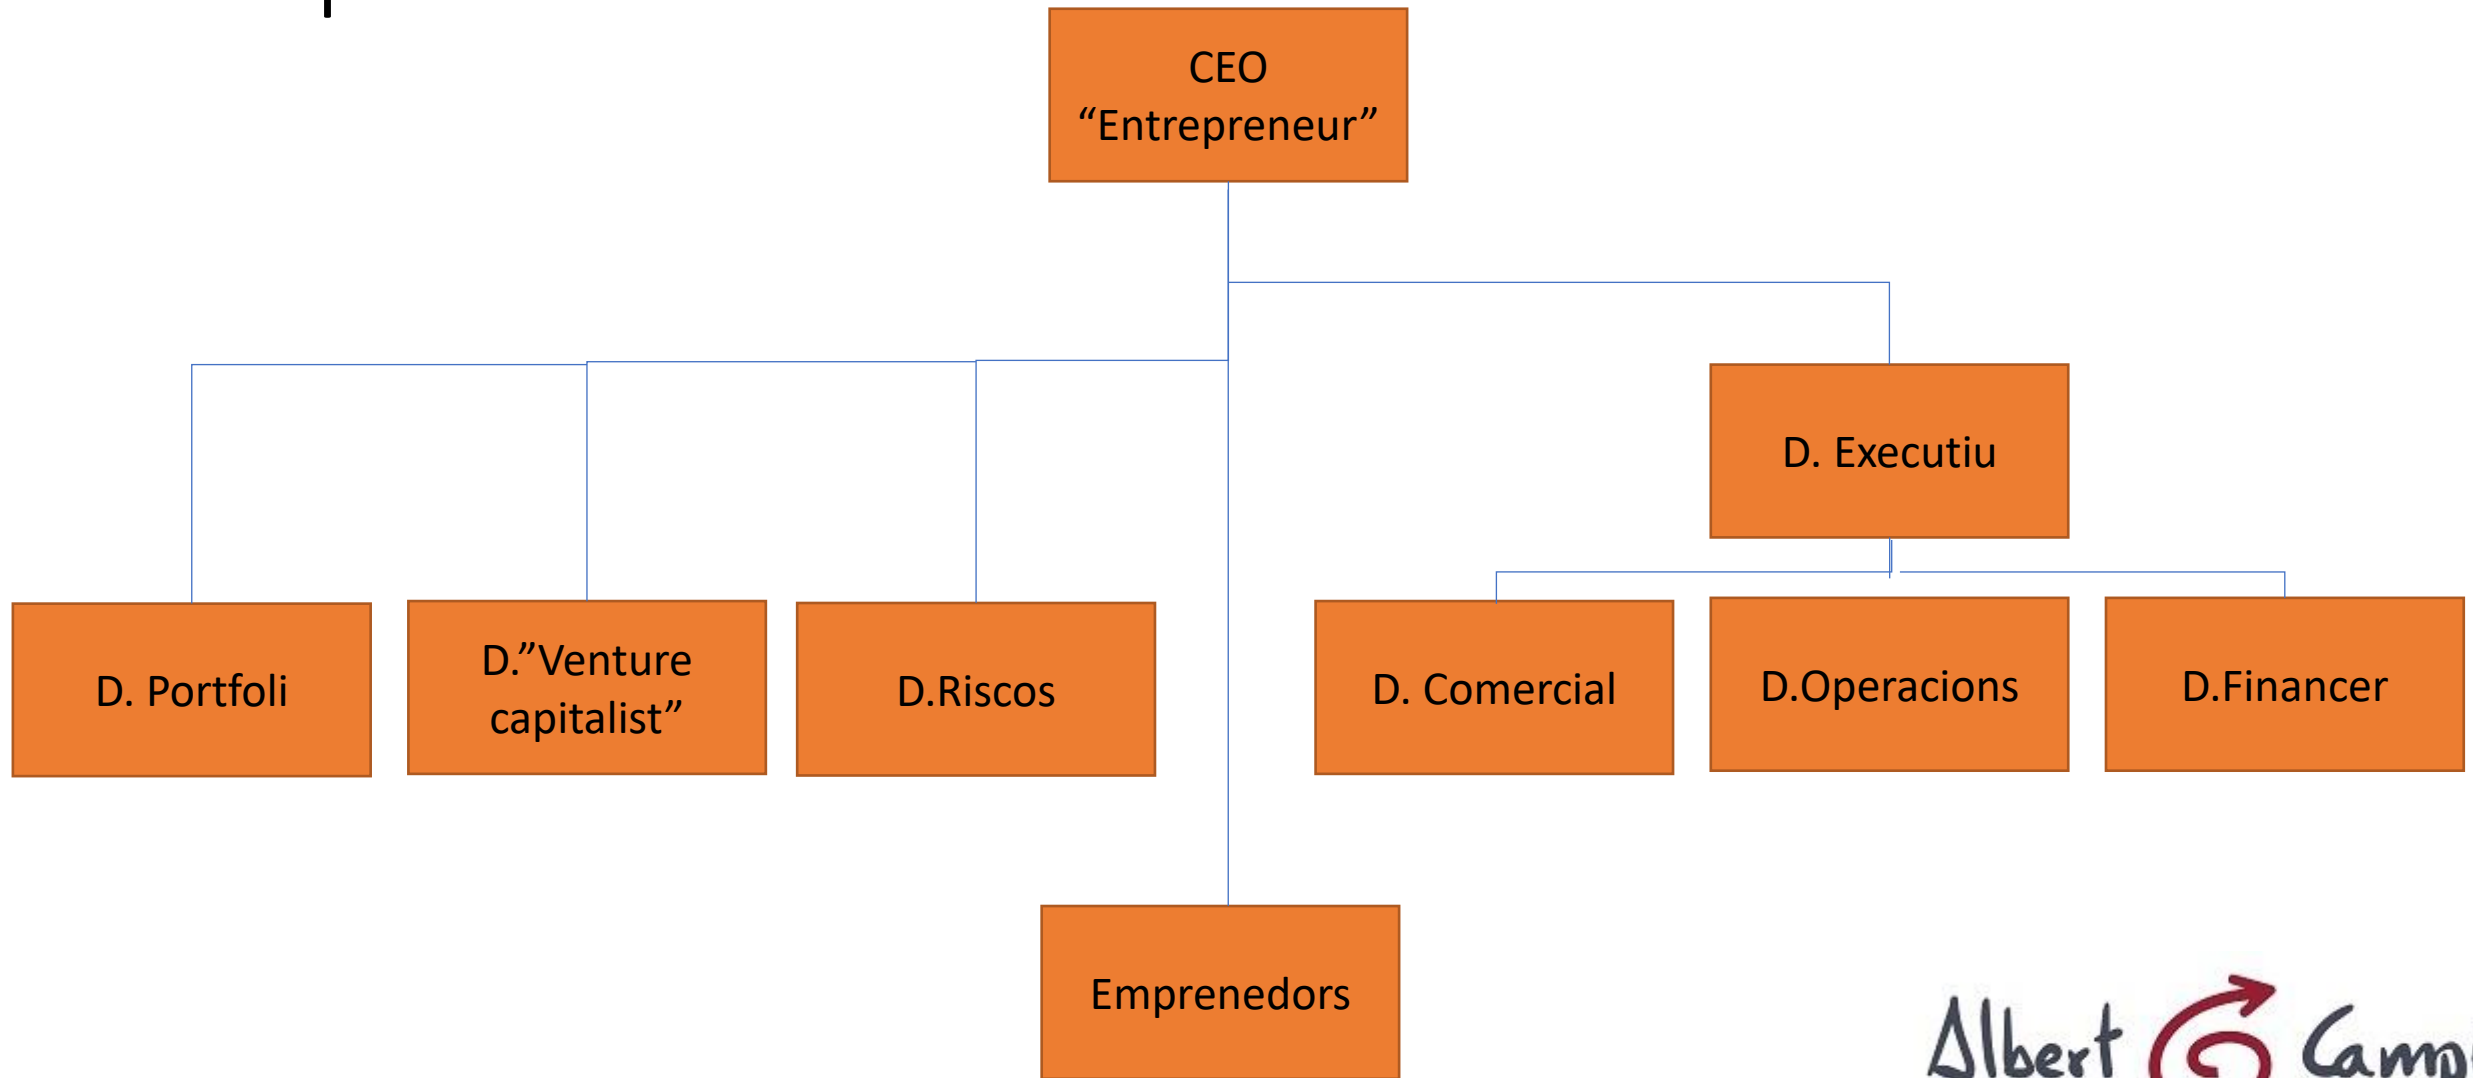 CEO
“Entrepreneur”
D. Executiu
D. Portfoli
D.”Venture
capitalist”
D.Riscos
D. Comercial
D.Operacions
D.Financer
Emprenedors
Albert